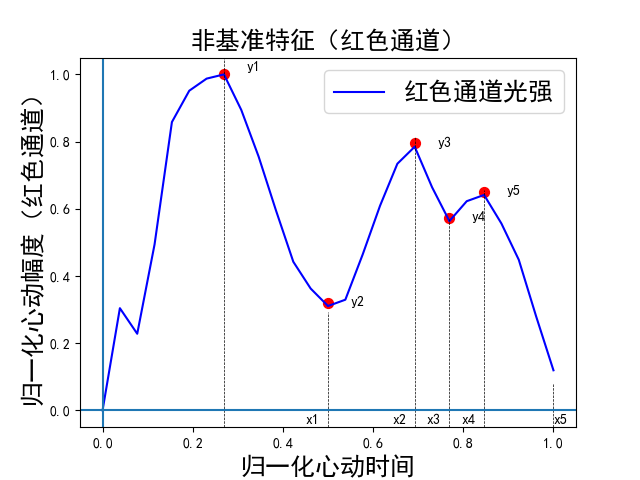 非基准特征（红色通道）
红色通道光强
归一化心动幅度（红色通道）
1.0
0.8
0.6
0.4
0.2
0.0
y1
y2
y3
y4
y5
x1
x2
x3
x4
x5
0.0 0.2 0.4 0.6 0.8 1.0
归一化心动时间